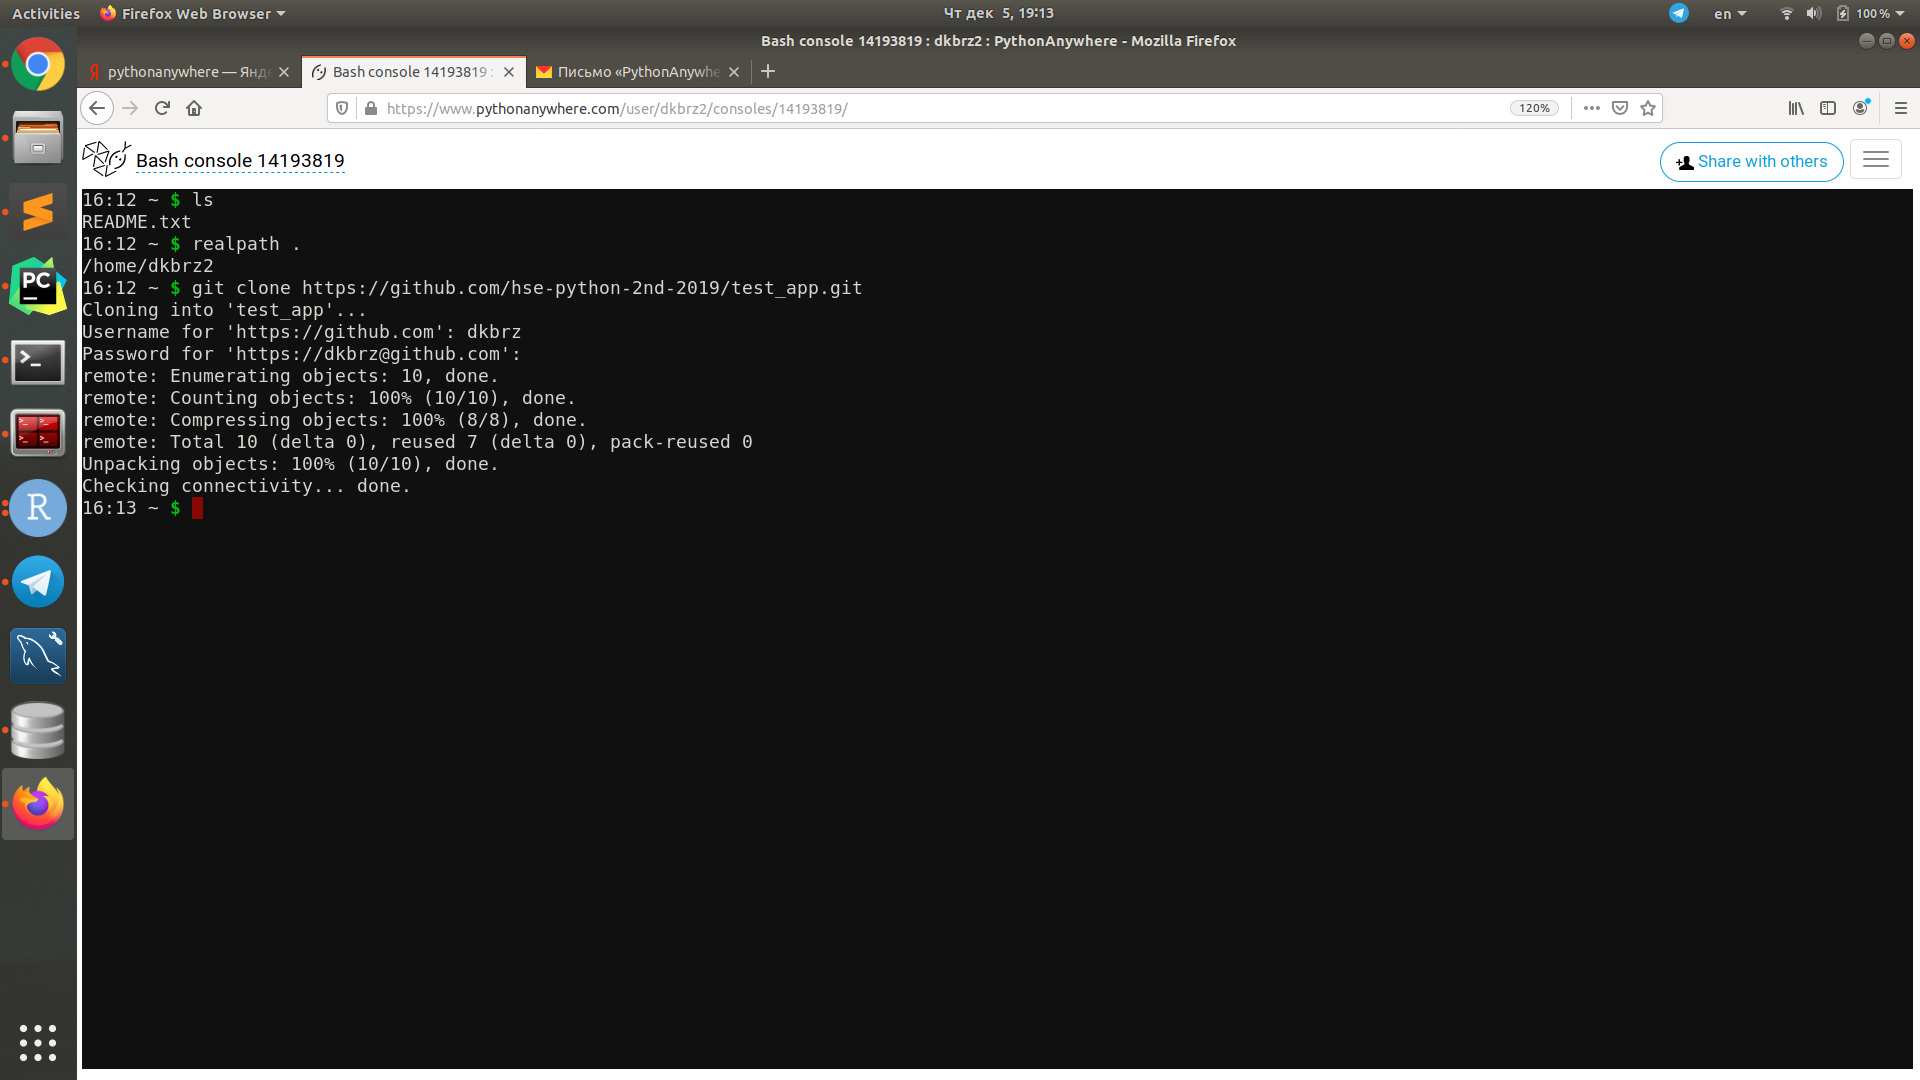 Activities Firefox Web Browser Чт дек 5, 19:13 en 100 %
Bash console 14193819 : dkbrz2 : PythonAnywhere - Mozilla Firefox
pythonanywhere — Янде Bash console 14193819 : Письмо «PythonAnywhe
https://www.pythonanywhere.com/user/dkbrz2/consoles/14193819/ 120%
Bash console 14193819 Share with others
16:12 ~ $ ls
README.txt
16:12 ~ $ realpath .
/home/dkbrz2
16:12 ~ $ git clone https://github.com/hse-python-2nd-2019/test_app.git
Cloning into 'test_app'...
Username for 'https://github.com': dkbrz
Password for 'https://dkbrz@github.com':
remote: Enumerating objects: 10, done.
remote: Counting objects: 100% (10/10), done.
remote: Compressing objects: 100% (8/8), done.
remote: Total 10 (delta 0), reused 7 (delta 0), pack-reused 0
Unpacking objects: 100% (10/10), done.
Checking connectivity... done.
16:13 ~ $
PC
R